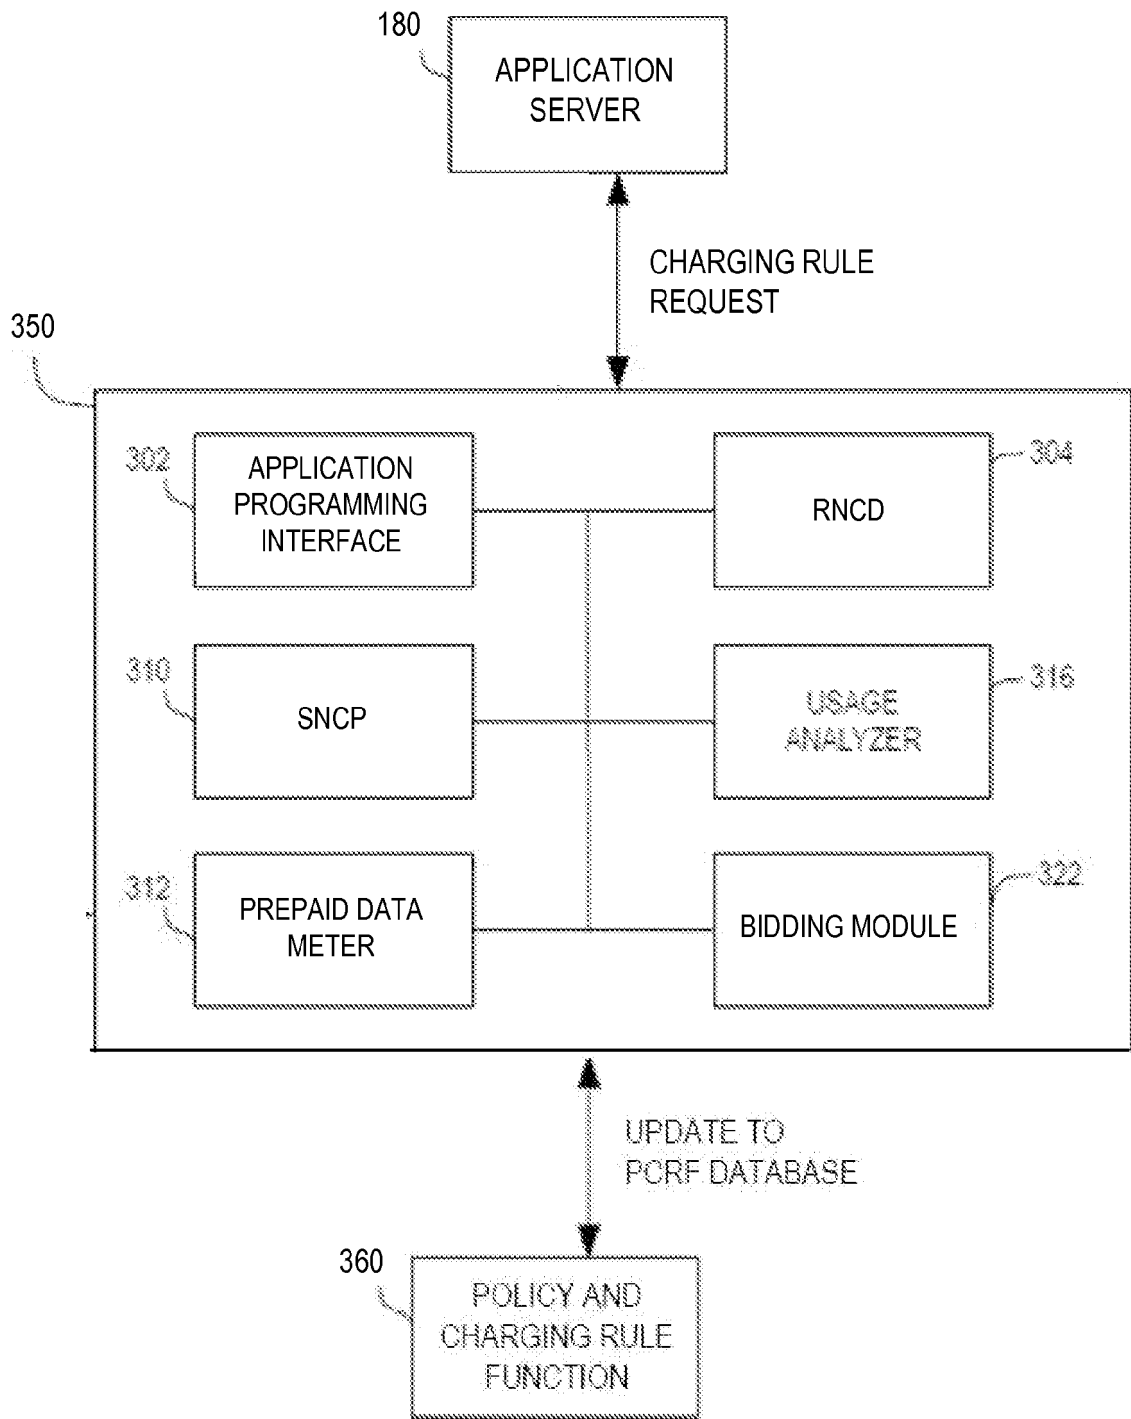 180
APPLICATION
SERVER
CHARGING RULE
REQUEST
350
302
APPLICATION
PROGRAMMING
INTERFACE
304
RNCD
310
SNCP
316
USAGE
ANALYZER
312
PREPAID DATA
METER
322
BIDDING MODULE
UPDATE TO
PCRF DATABASE
360
POLICY AND
CHARGING RULE
FUNCTION